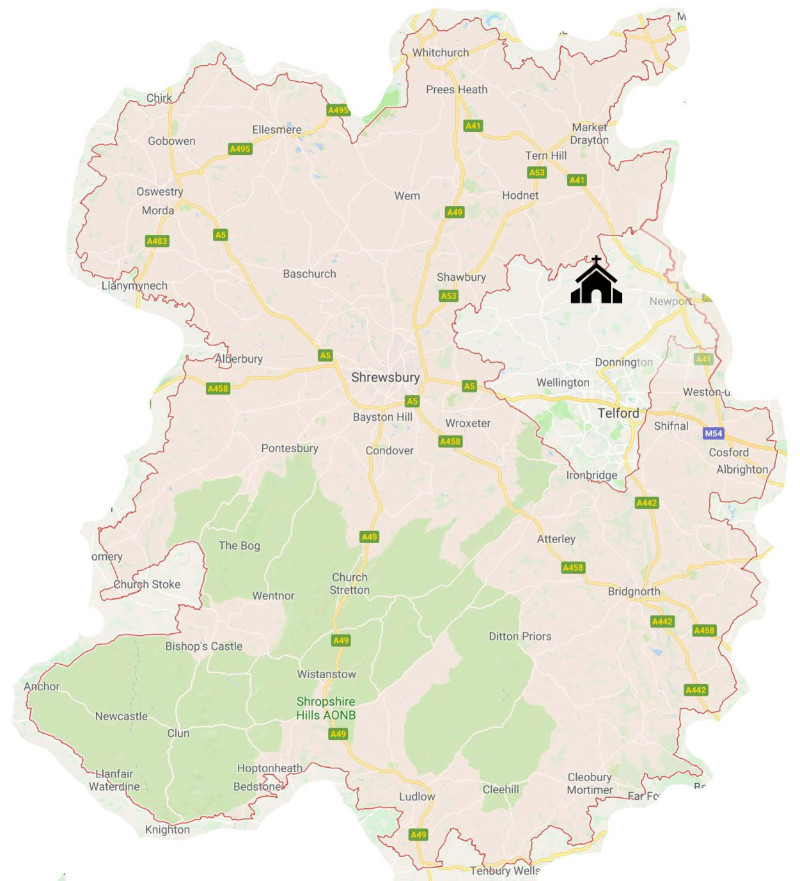 M
Whitchurch
Prees Heath
Chirk
A495
A41
Ellesmere
Gobowen
A495
Market
Drayton
Tern Hill
A53
A41
Oswestry
Morda
Wem
Hodnet
A49
A483
A5
Baschurch
Shawbury
Llanymynech
A53
Newport
A5
Alberbury
A41
Donnington
Shrewsbury
A458
A5
Wellington
Weston-u
A5
Telford
Bayston Hill
Wroxeter
Shifnal
M54
A458
Pontesbury
Condover
Cosford
Albrighton
Ironbridge
A442
A49
Atterley
The Bog
omery
A458
Church
Stretton
Church Stoke
Wentnor
Bridgnorth
A442
A458
A49
Ditton Priors
Bishop's Castle
Wistanstow
Anchor
A442
Shropshire
Hills AONB
Newcastle
Clun
A49
Hoptonheath
Llanfair
Waterdine
Bedstone
Cleobury
Mortimer
Cleehill
Ludlow
Far Fo
Knighton
A49
Tenbury Wells